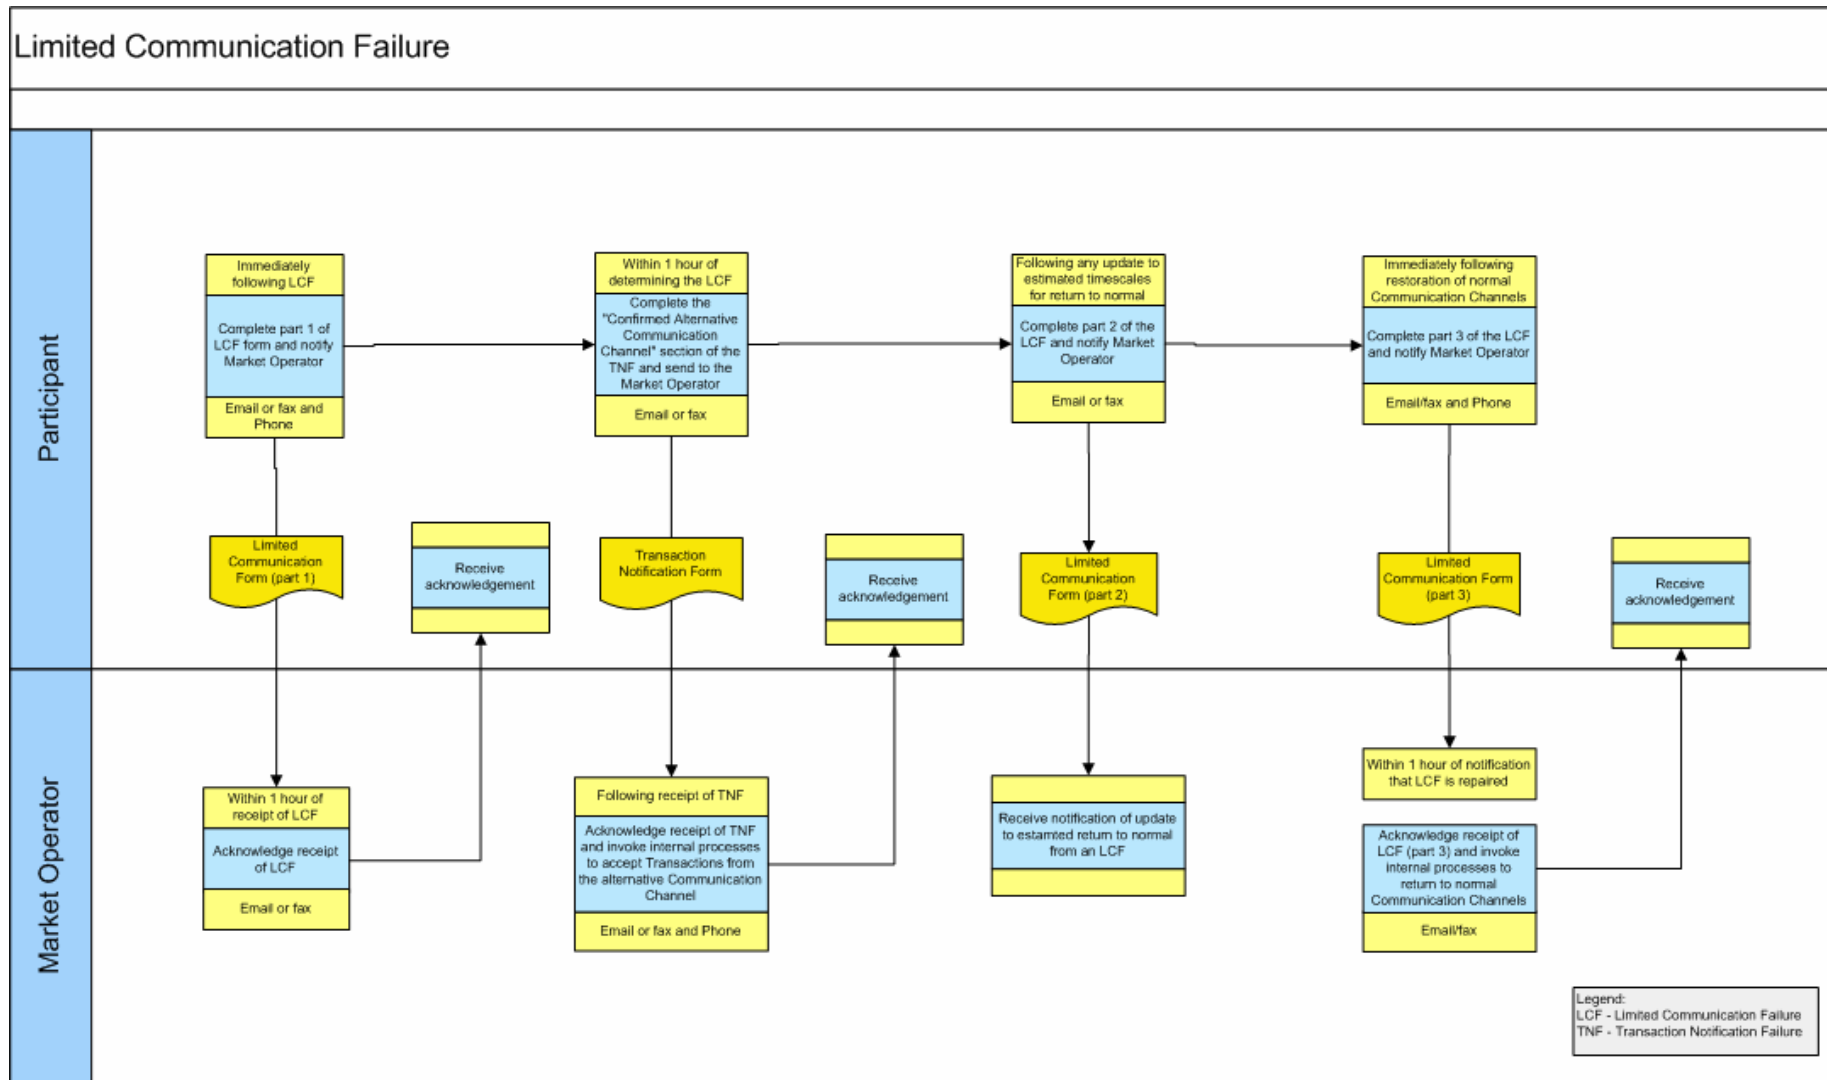 Limited Communication Failure
Participant
Immediately
following LCF
Complete part 1 of
LCF form and notify
Market Operator
Email or fax and
Phone
Within 1 hour of
determining the LCF
Complete the
"Confirmed Alternative
Communication
Channel" section of the
TNF and send to the
Market Operator
Email or fax
Following any update to
estimated timescales
for return to normal
Complete part 2 of the
LCF and notify Market
Operator
Email or fax
Immediately following
restoration of normal
Communication Channels
Complete part 3 of the LCF
and notify Market Operator
Email/fax and Phone
Limited
Communication
Form (part 1)
Receive
acknowledgement
Transaction
Notification Form
Receive
acknowledgement
Limited
Communication
Form (part 2)
Limited
Communication Form
(part 3)
Receive
acknowledgement
Market Operator
Within 1 hour of
receipt of LCF
Acknowledge receipt
of LCF
Email or fax
Following receipt of TNF
Acknowledge receipt of TNF
and invoke internal processes
to accept Transactions from
the alternative Communication
Channel
Email or fax and Phone
Receive notification of update
to estamted return to normal
from an LCF
Within 1 hour of notification
that LCF is repaired
Acknowledge receipt of
LCF (part 3) and invoke
internal processes to
return to normal
Communication Channels
Email/fax
Legend:
LCF - Limited Communication Failure
TNF - Transaction Notification Failure